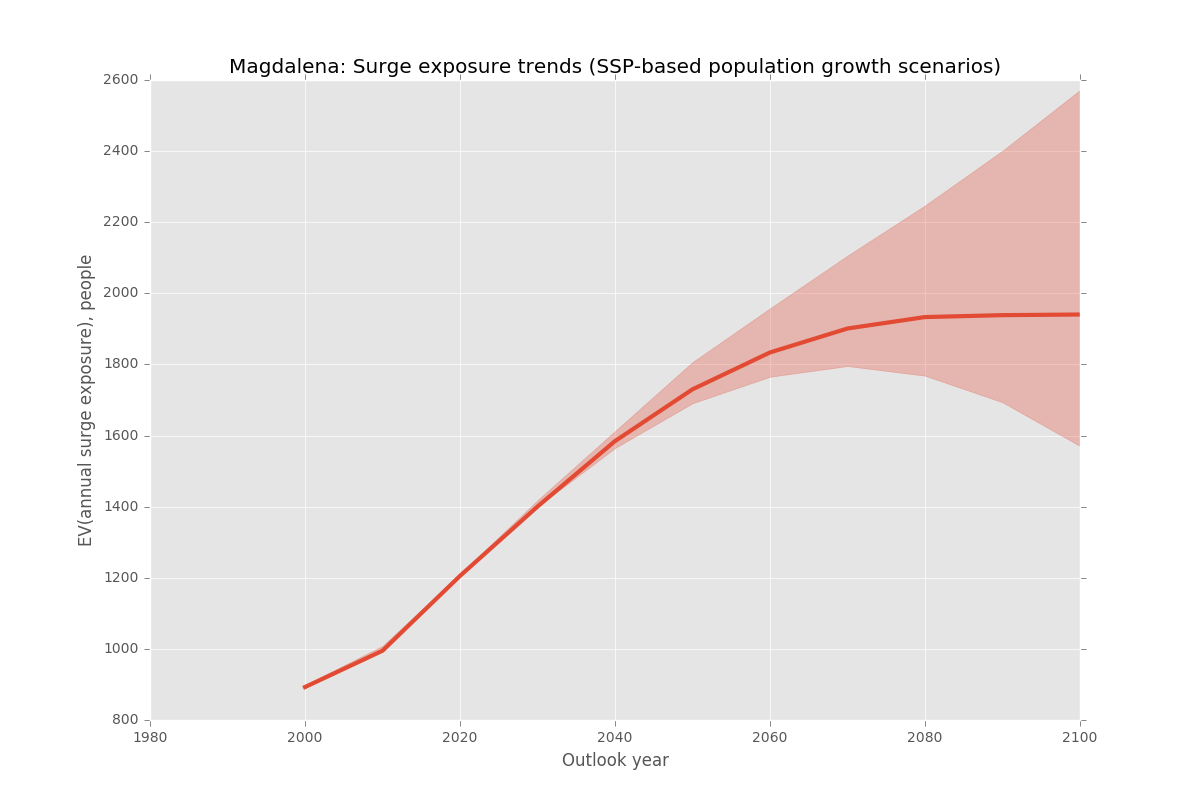 Magdalena: Surge exposure trends (SSP-based population growth scenarios)
EV(annual surge exposure), people
2600
2400
2200
2000
1800
1600
1400
1200
1000
800
1980 2000 2020 2040 2060 2080 2100
Outlook year